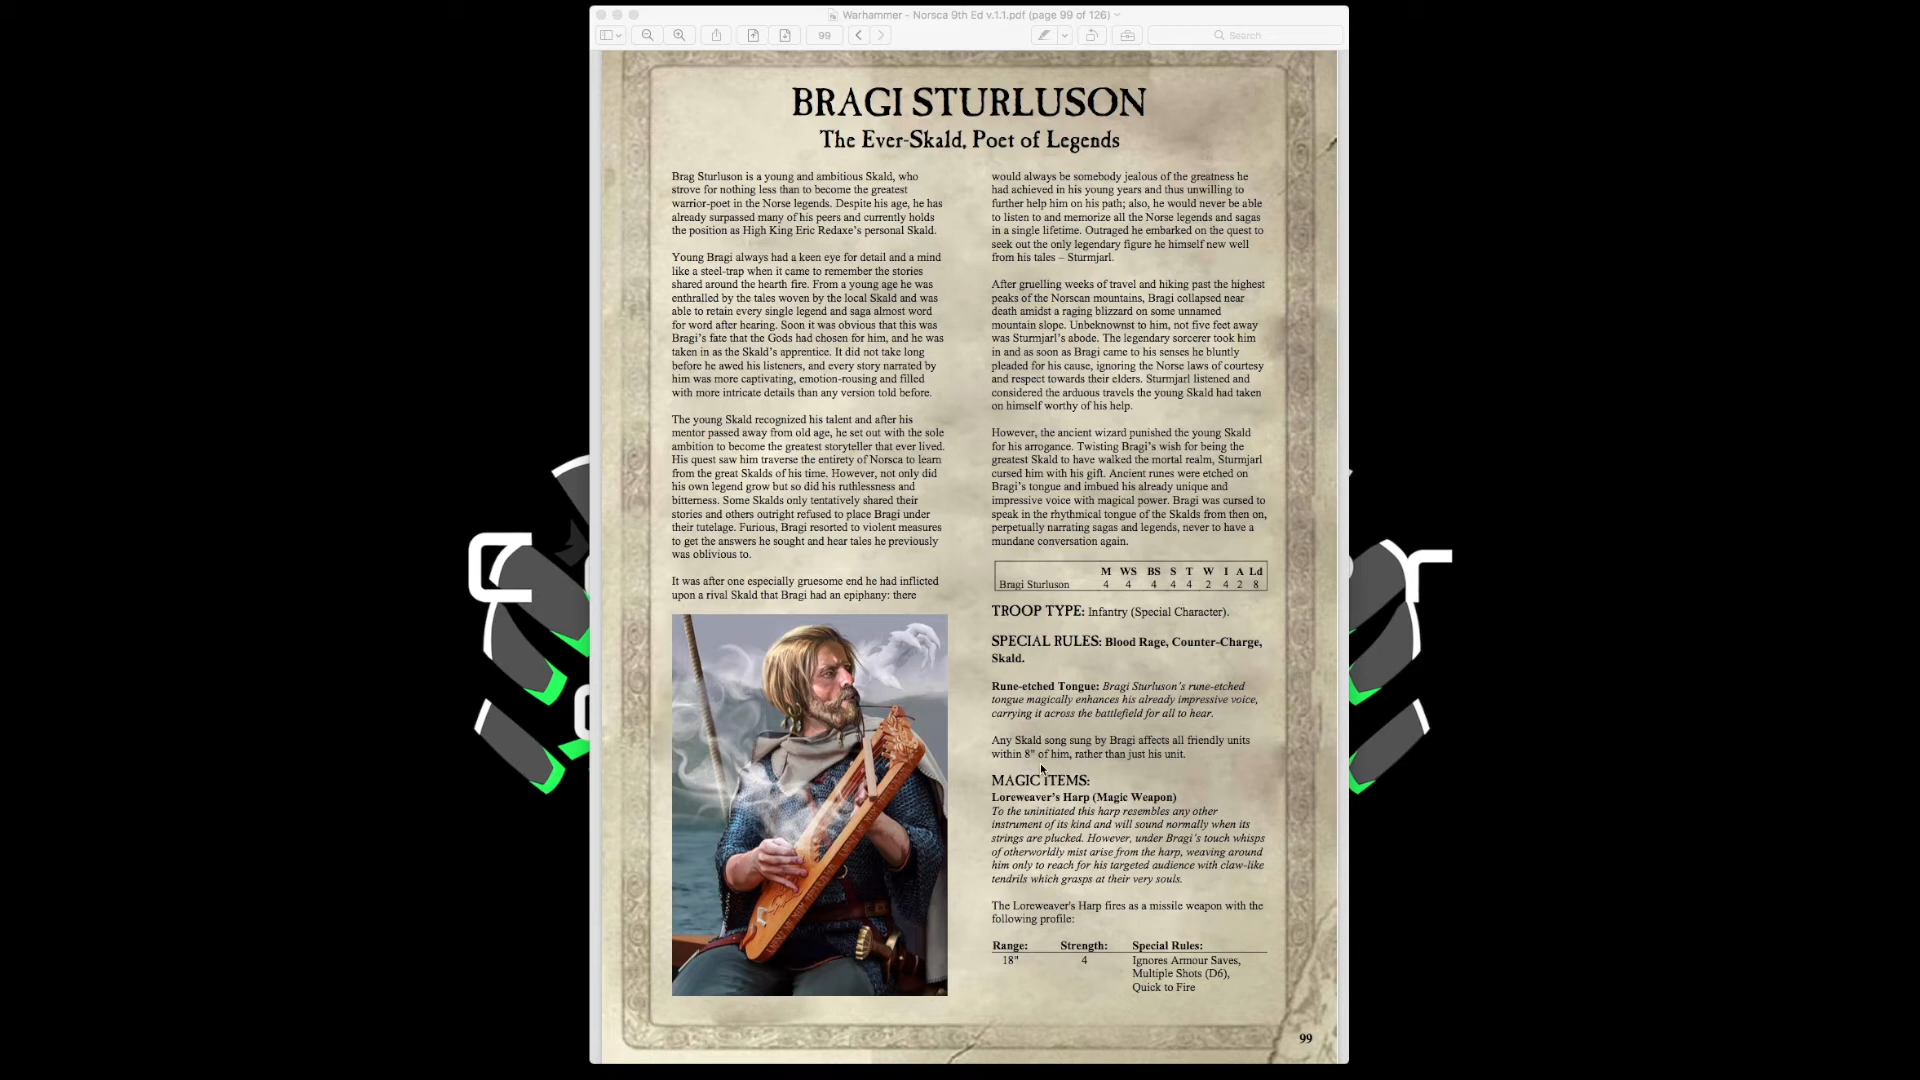 Warhammer - Norsca 9th Ed v.1.1.pdf (page 99 of 126)
99
Search
BRAGI STURLUSON
The Ever-Skald, Poet of Legends
Brag Sturluson is a young and ambitious Skald, who
strove for nothing less than to become the greatest
warrior-poet in the Norse legends. Despite his age, he has
already surpassed many of his peers and currently holds
the position as High King Eric Redaxe's personal Skald.
Young Bragi always had a keen eye for detail and a mind
like a steel-trap when it came to remember the stories
shared around the hearth fire. From a young age he was
enthralled by the tales woven by the local Skald and was
able to retain every single legend and saga almost word
for word after hearing. Soon it was obvious that this was
Bragi's fate that the Gods had chosen for him, and he was
taken in as the Skald's apprentice. It did not take long
before he awed his listeners, and every story narrated by
him was more captivating, emotion-rousing and filled
with more intricate details than any version told before.
The young Skald recognized his talent and after his
mentor passed away from old age, he set out with the sole
ambition to become the greatest storyteller that ever lived.
His quest saw him traverse the entirety of Norsca to learn
from the great Skalds of his time. However, not only did
his own legend grow but so did his ruthlessness and
bitterness. Some Skalds only tentatively shared their
stories and others outright refused to place Bragi under
their tutelage. Furious, Bragi resorted to violent measures
to get the answers he sought and hear tales he previously
was oblivious to.
It was after one especially gruesome end he had inflicted
upon a rival Skald that Bragi had an epiphany: there
would always be somebody jealous of the greatness he
had achieved in his young years and thus unwilling to
further help him on his path; also, he would never be able
to listen to and memorize all the Norse legends and sagas
in a single lifetime. Outraged he embarked on the quest to
seek out the only legendary figure he himself new well
from his tales – Sturmjarl.
After gruelling weeks of travel and hiking past the highest
peaks of the Norscan mountains, Bragi collapsed near
death amidst a raging blizzard on some unnamed
mountain slope. Unbeknownst to him, not five feet away
was Sturmjarl's abode. The legendary sorcerer took him
in and as soon as Bragi came to his senses he bluntly
pleaded for his cause, ignoring the Norse laws of courtesy
and respect towards their elders. Sturmjarl listened and
considered the arduous travels the young Skald had taken
on himself worthy of his help.
However, the ancient wizard punished the young Skald
for his arrogance. Twisting Bragi's wish for being the
greatest Skald to have walked the mortal realm, Sturmjarl
cursed him with his gift. Ancient runes were etched on
Bragi's tongue and imbued his already unique and
impressive voice with magical power. Bragi was cursed to
speak in the rhythmical tongue of the Skalds from then on,
perpetually narrating sagas and legends, never to have a
mundane conversation again.
M WS BS S T W I A Ld
Bragi Sturluson 4 4 4 4 4 2 4 2 8
TROOP TYPE: Infantry (Special Character).
SPECIAL RULES: Blood Rage, Counter-Charge,
Skald.
Rune-etched Tongue: Bragi Sturluson's rune-etched
tongue magically enhances his already impressive voice,
carrying it across the battlefield for all to hear.
Any Skald song sung by Bragi affects all friendly units
within 8" of him, rather than just his unit.
MAGIC ITEMS:
Loreweaver's Harp (Magic Weapon)
To the uninitiated this harp resembles any other
instrument of its kind and will sound normally when its
strings are plucked. However, under Bragi's touch whisps
of otherworldly mist arise from the harp, weaving around
him only to reach for his targeted audience with claw-like
tendrils which grasps at their very souls.
The Loreweaver's Harp fires as a missile weapon with the
following profile:
Range: Strength: Special Rules:
18" 4 Ignores Armour Saves,
Multiple Shots (D6),
Quick to Fire
99